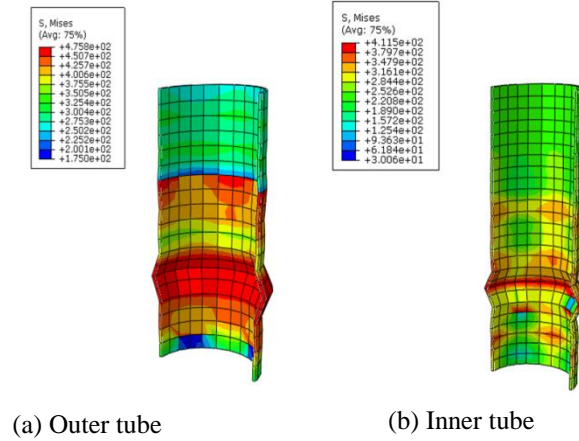 S, Mises
(Avg: 75%)
+4.758e+02
+4.507e+02
+4.257e+02
+4.006e+02
+3.755e+02
+3.505e+02
+3.254e+02
+3.004e+02
+2.753e+02
+2.502e+02
+2.252e+02
+2.001e+02
+1.750e+02
S, Mises
(Avg: 75%)
+4.115e+02
+3.797e+02
+3.479e+02
+3.161e+02
+2.844e+02
+2.526e+02
+2.208e+02
+1.890e+02
+1.572e+02
+1.254e+02
+9.363e+01
+6.184e+01
+3.006e+01
(a) Outer tube
(b) Inner tube